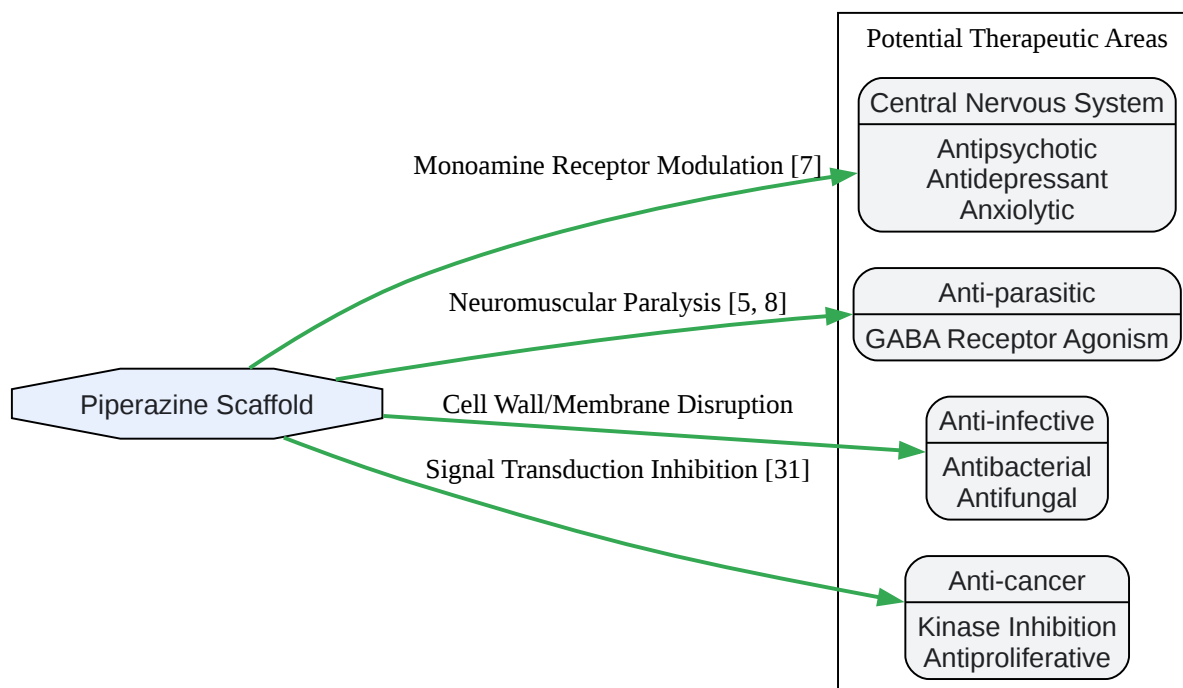 Potential Therapeutic Areas
Central Nervous System
Antipsychotic
Antidepressant
Anxiolytic
Monoamine Receptor Modulation [7]
Anti-parasitic
GABA Receptor Agonism
Neuromuscular Paralysis [5, 8]
Piperazine Scaffold
Cell Wall/Membrane Disruption
Anti-infective
Antibacterial
Antifungal
Signal Transduction Inhibition [31]
Anti-cancer
Kinase Inhibition
Antiproliferative